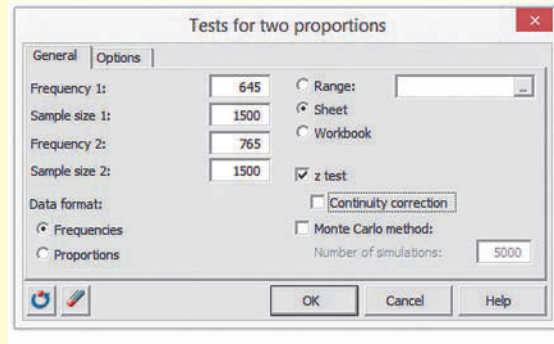 Tests for two proportions
General Options
Frequency 1: 645
Sample size 1: 1500
Frequency 2: 765
Sample size 2: 1500
Data format:
Frequencies
Proportions
Range: ...
Sheet
Workbook
z test
Continuity correction
Monte Carlo method:
Number of simulations: 5000
OK Cancel Help